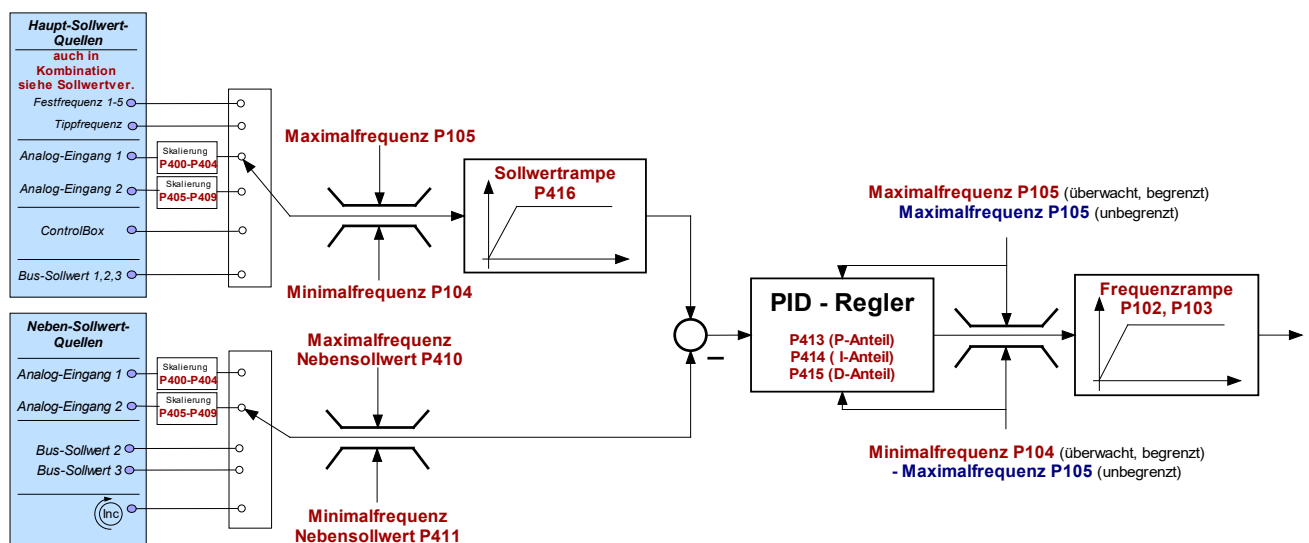 Haupt-Sollwert-
Quellen
auch in
Kombination
siehe Sollwertver.
Festfrequenz 1-5
Tippfrequenz
Analog-Eingang 1
Skalierung
P400-P404
Analog-Eingang 2
Skalierung
P405-P409
ControlBox
Bus-Sollwert 1,2,3
Maximalfrequenz P105
Minimalfrequenz P104
Sollwertrampe
P416
Neben-Sollwert-
Quellen
Analog-Eingang 1
Skalierung
P400-P404
Analog-Eingang 2
Skalierung
P405-P409
Bus-Sollwert 2
Bus-Sollwert 3
Inc
Maximalfrequenz
Nebensollwert P410
Minimalfrequenz
Nebensollwert P411
–
PID - Regler
P413 (P-Anteil)
P414 ( I-Anteil)
P415 (D-Anteil)
Maximalfrequenz P105 (überwacht, begrenzt)
Maximalfrequenz P105 (unbegrenzt)
Minimalfrequenz P104 (überwacht, begrenzt)
- Maximalfrequenz P105 (unbegrenzt)
Frequenzrampe
P102, P103